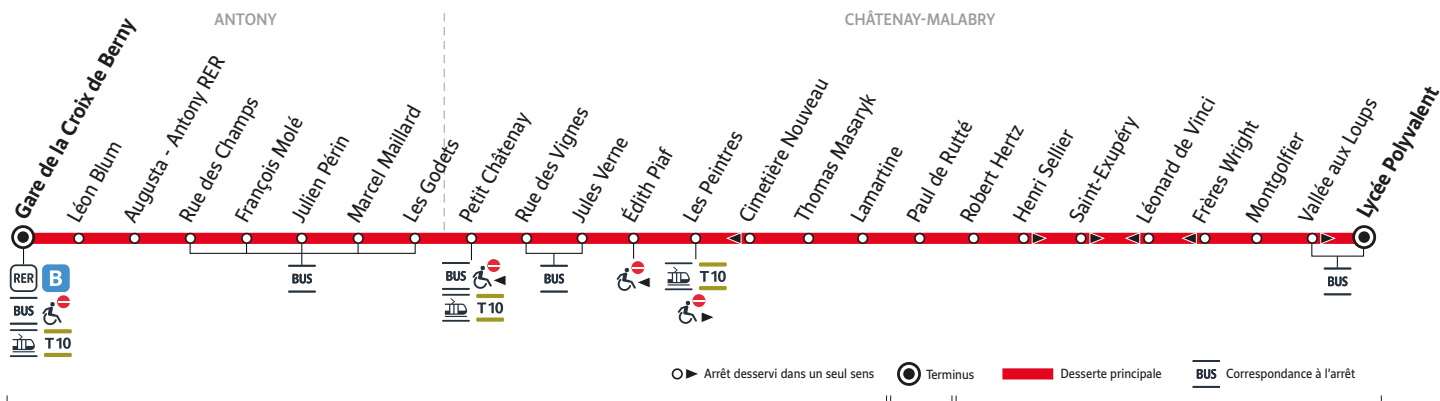 ANTONY
CHÂTENAY-MALABRY
Gare de la Croix de Berny
Léon Blum
Augusta - Antony RER
Rue des Champs
François Molé
Julien Périn
Marcel Maillard
Les Godets
Petit Châtenay
Rue des Vignes
Jules Verne
Édith Piaf
Les Peintres
Cimetière Nouveau
Thomas Masaryk
Lamartine
Paul de Rutté
Robert Hertz
Henri Sellier
Saint-Exupéry
Léonard de Vinci
Frères Wright
Montgolfier
Vallée aux Loups
Lycée Polyvalent
RER B
BUS
T10
BUS
BUS
T10
BUS
T10
BUS
Arrêt desservi dans un seul sens
Terminus
Desserte principale
BUS Correspondance à l'arrêt